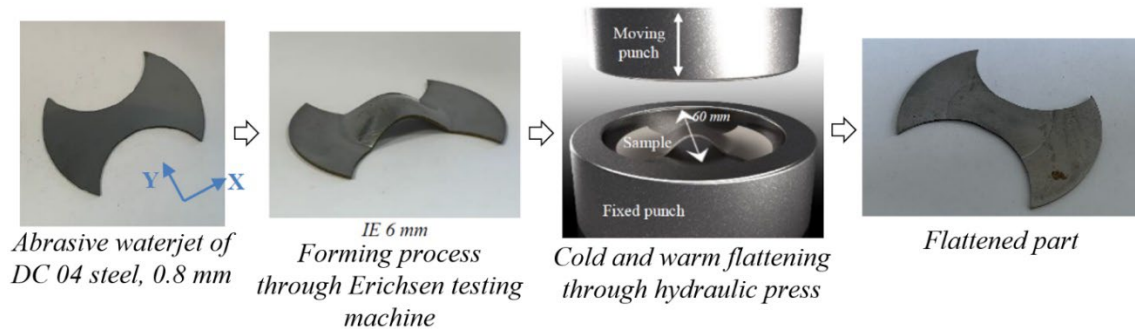 Y
X
Abrasive waterjet of
DC 04 steel, 0.8 mm
IE 6 mm
Forming process
through Erichsen testing
machine
Moving
punch
60 mm
Sample
Fixed punch
Cold and warm flattening
through hydraulic press
Flattened part